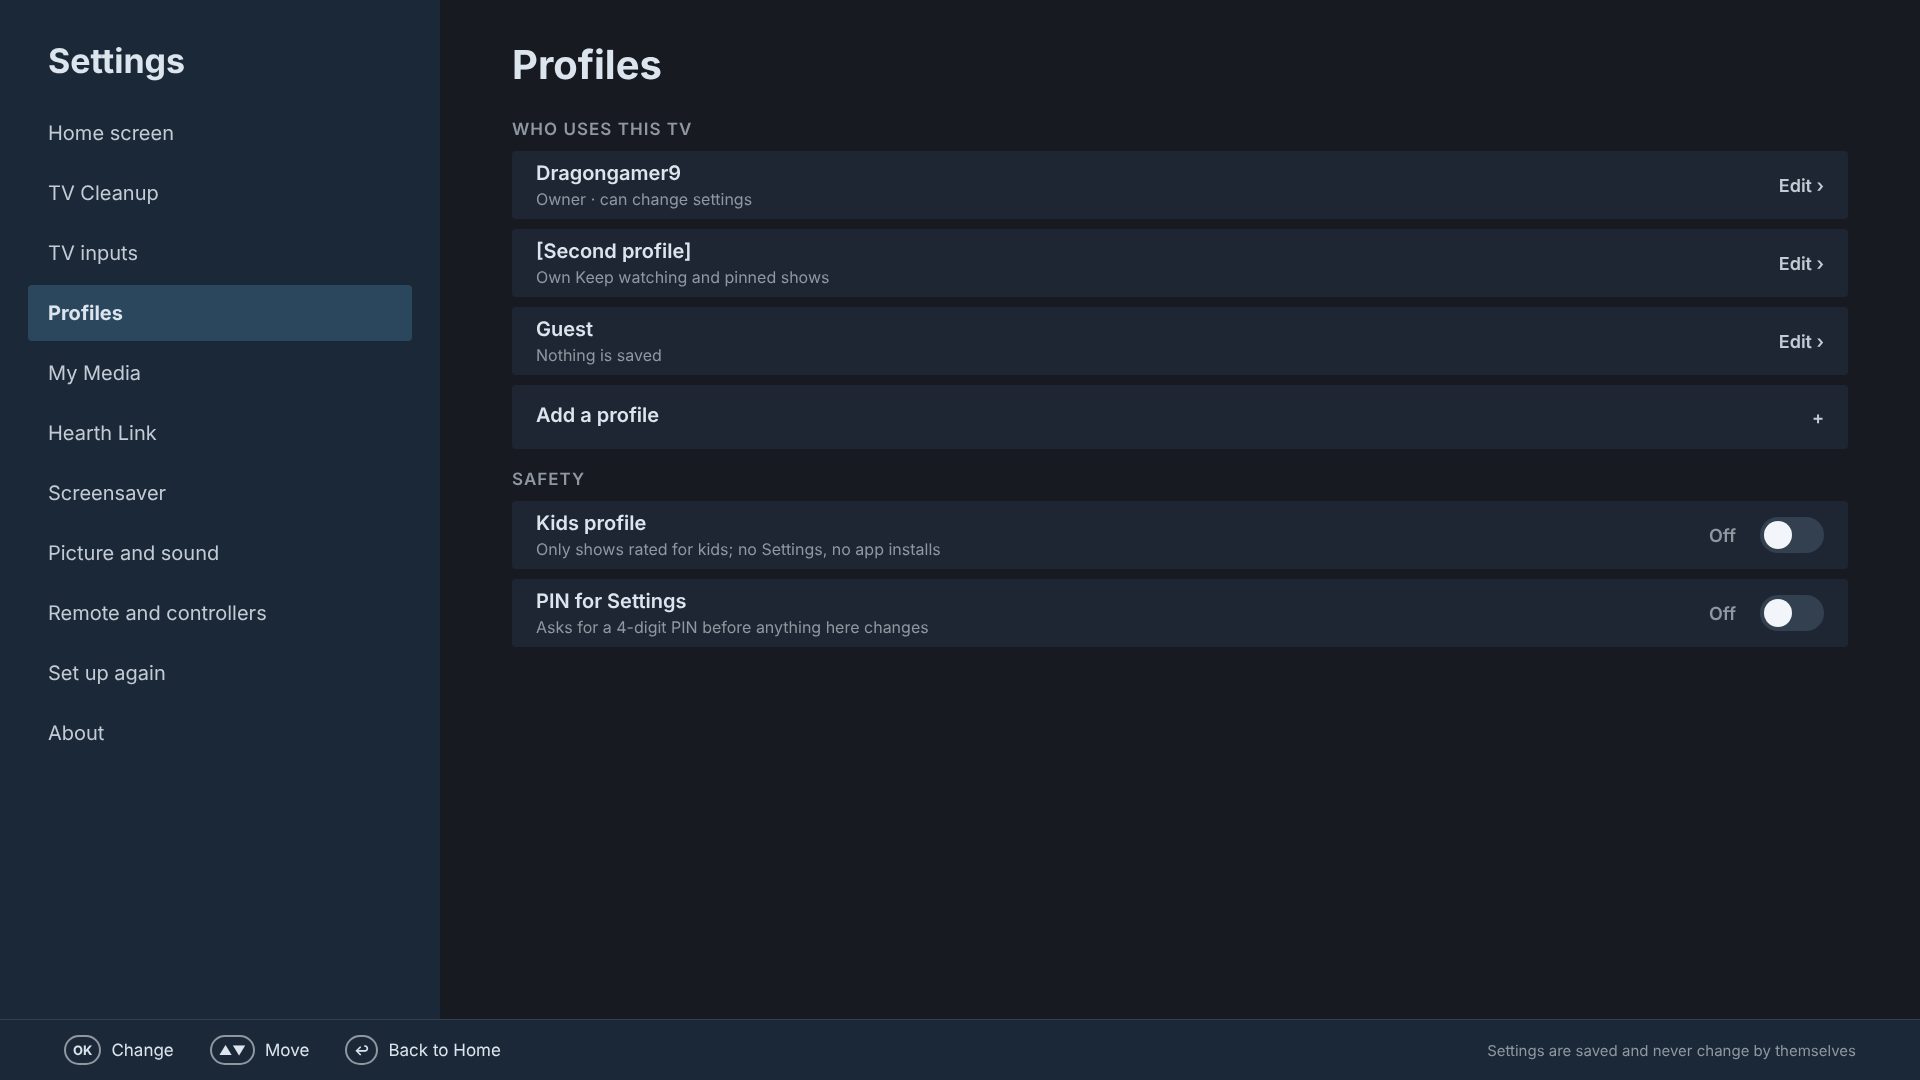 Settings
Home screen
TV Cleanup
TV inputs
Profiles
My Media
Hearth Link
Screensaver
Picture and sound
Remote and controllers
Set up again
About
Profiles
WHO USES THIS TV
Dragongamer9
Owner · can change settings
Edit ›
[Second profile]
Own Keep watching and pinned shows
Edit ›
Guest
Nothing is saved
Edit ›
Add a profile
+
SAFETY
Kids profile
Only shows rated for kids; no Settings, no app installs
Off
PIN for Settings
Asks for a 4-digit PIN before anything here changes
Off
OK Change ▲▼ Move ↩ Back to Home
Settings are saved and never change by themselves